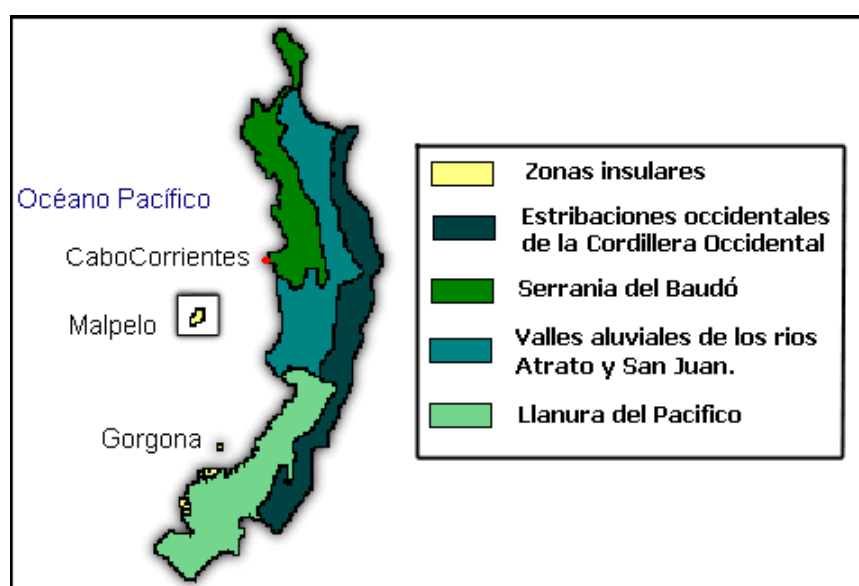 Océano Pacífico
CaboCorrientes
Malpelo
Gorgona
Zonas insulares
Estribaciones occidentales
de la Cordillera Occidental
Serrania del Baudó
Valles aluviales de los rios
Atrato y San Juan.
Llanura del Pacifico